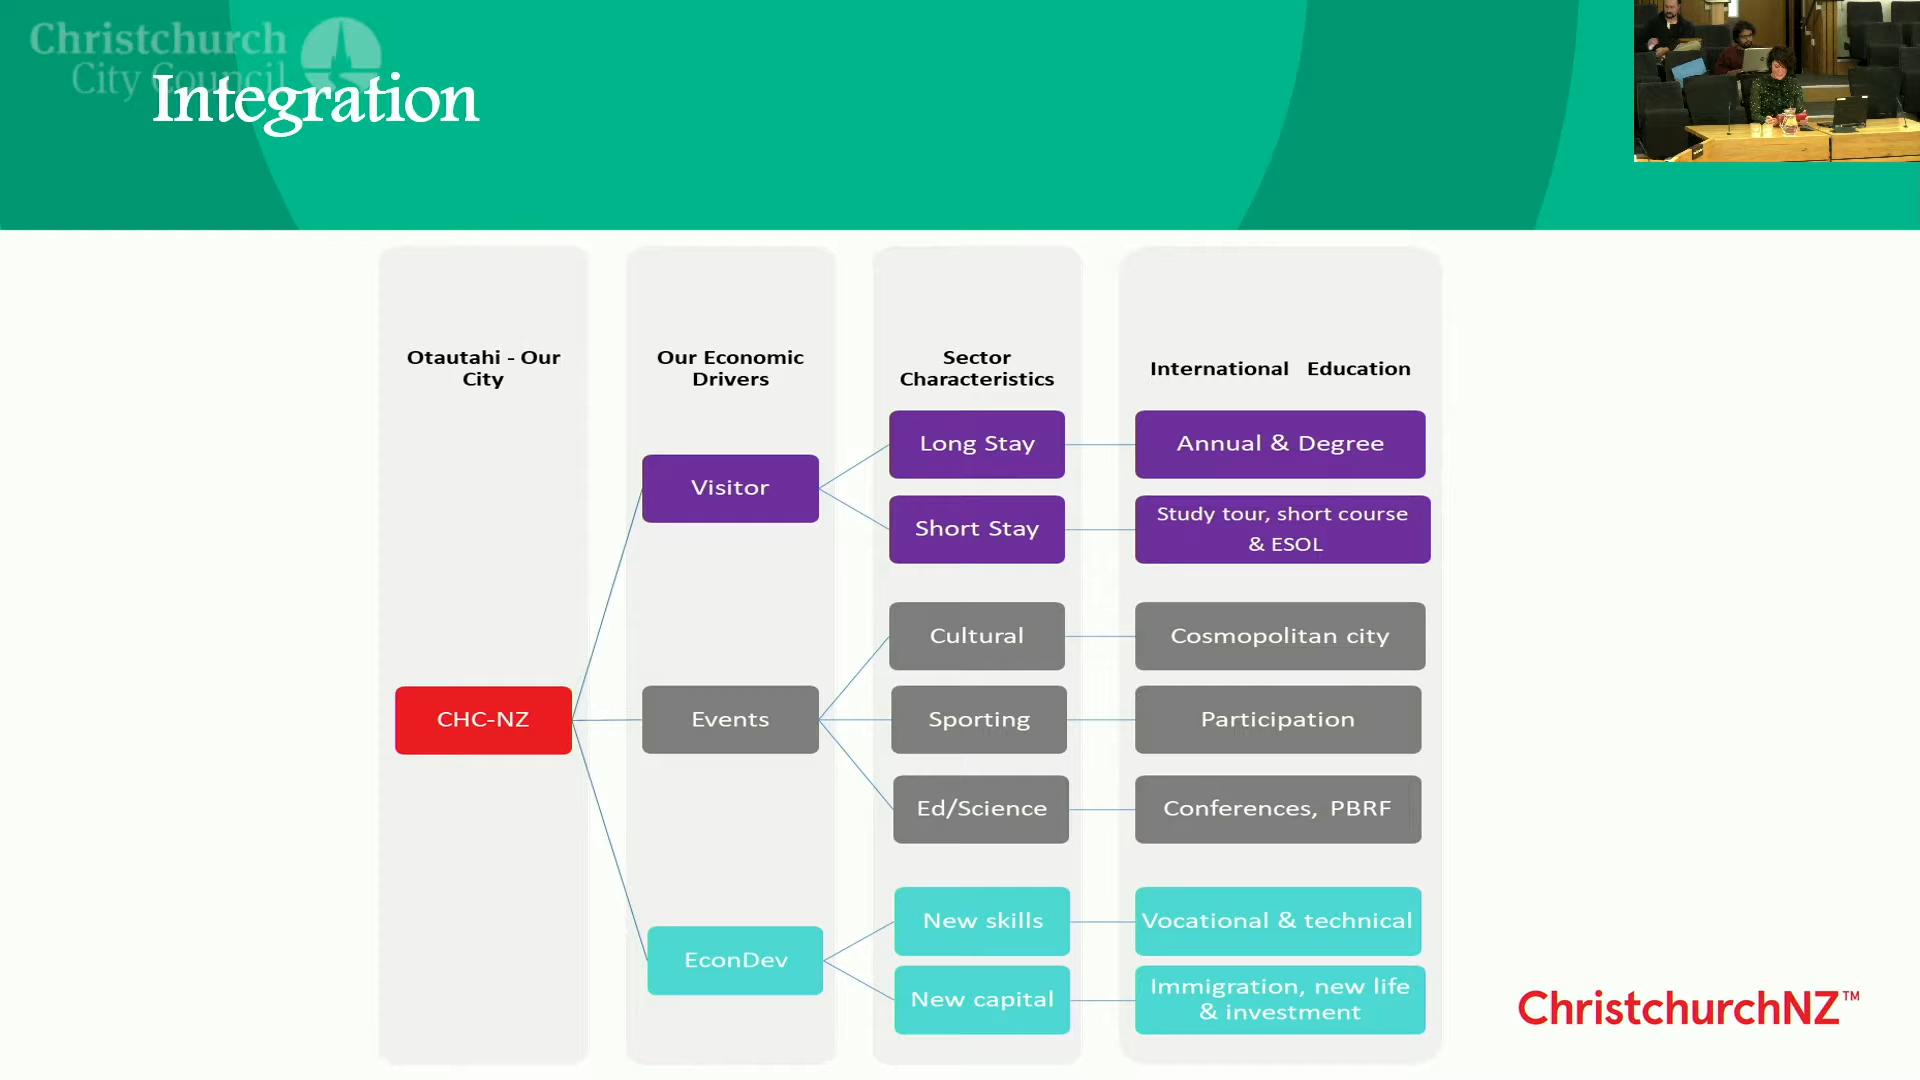 Christchurch
City Council
Integration
Otautahi - Our
City
Our Economic
Drivers
Sector
Characteristics
International Education
Long Stay
Annual & Degree
Visitor
Short Stay
Study tour, short course
& ESOL
Cultural
Cosmopolitan city
CHC-NZ
Events
Sporting
Participation
Ed/Science
Conferences, PBRF
New skills
Vocational & technical
EconDev
New capital
Immigration, new life
& investment
ChristchurchNZ™